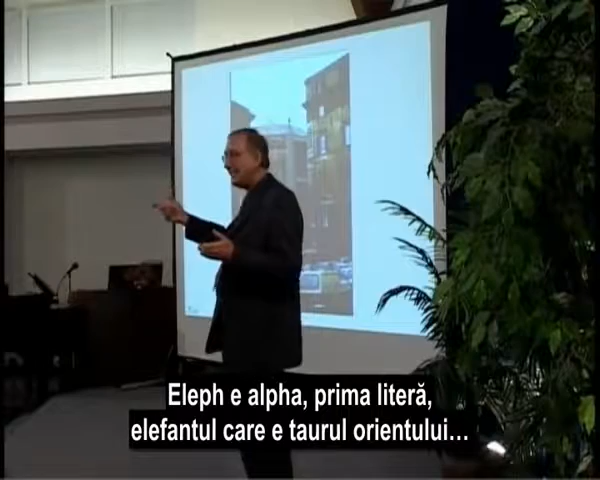 Eleph e alpha, prima literă,
elefantul care e taurul orientului...